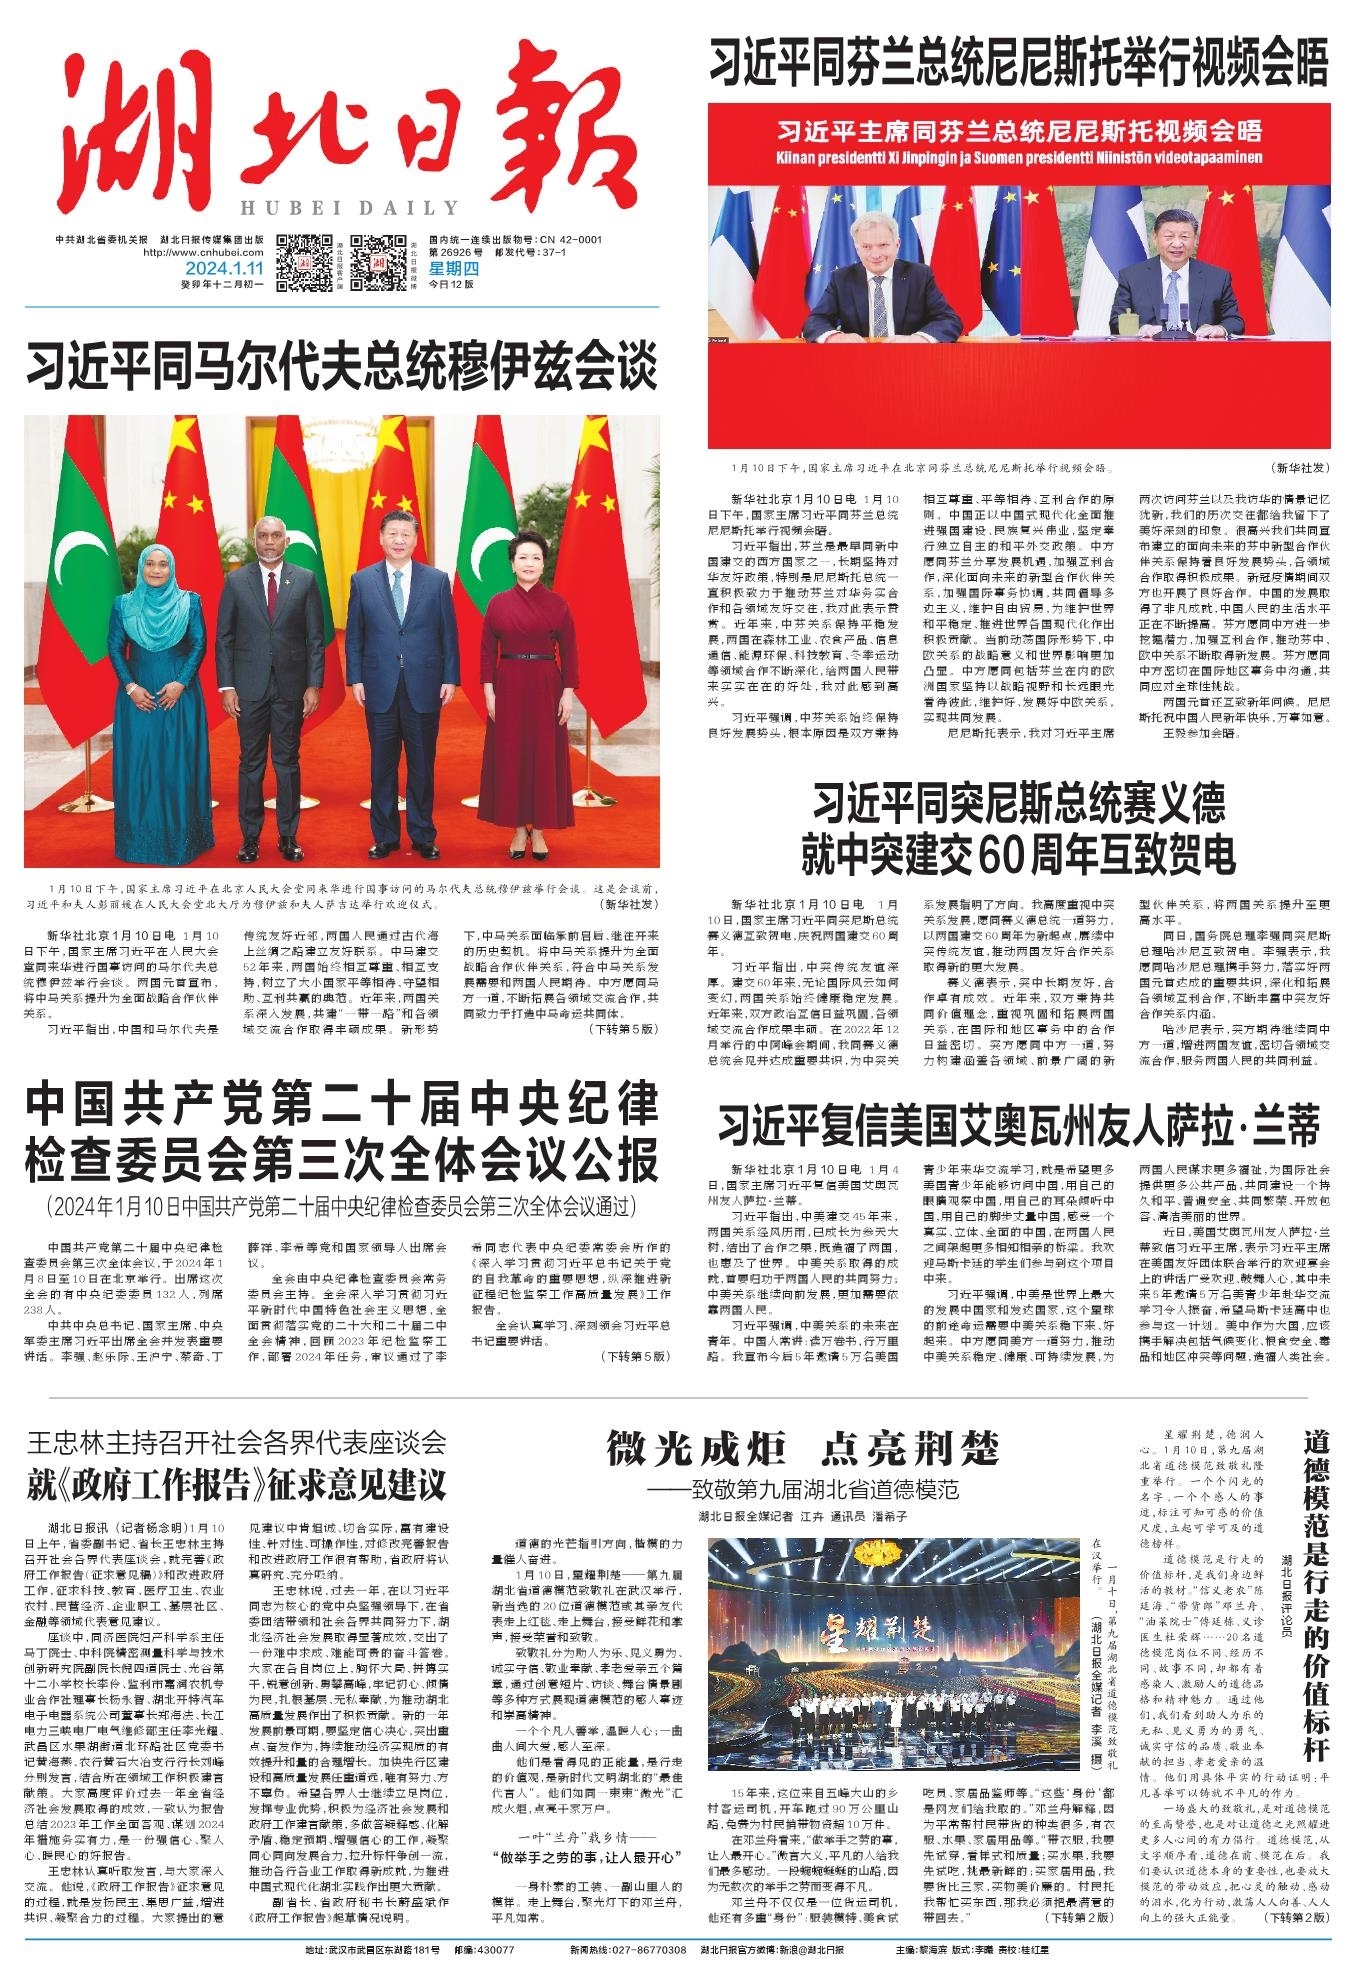 湖北日報
HUBEI DAILY
中共湖北省委机关报 湖北日报传媒集团出版
http://www.cnhubei.com
2024.1.11
癸卯年十二月初一
湖北日报客户端
湖北日报微博
国内统一连续出版物号:CN 42-0001
第26926号 邮发代号:37-1
星期四
今日12版
习近平同马尔代夫总统穆伊兹会谈
1月10日下午,国家主席习近平在北京人民大会堂同来华进行国事访问的马尔代夫总统穆伊兹举行会谈。这是会谈前,
习近平和夫人彭丽媛在人民大会堂北大厅为穆伊兹和夫人萨吉达举行欢迎仪式。 (新华社发)
新华社北京1月10日电 1月10
日下午,国家主席习近平在人民大会
堂同来华进行国事访问的马尔代夫总
统穆伊兹举行会谈。两国元首宣布,
将中马关系提升为全面战略合作伙伴
关系。
习近平指出,中国和马尔代夫是
传统友好近邻,两国人民通过古代海
上丝绸之路建立友好联系。中马建交
52年来,两国始终相互尊重、相互支
持,树立了大小国家平等相待、守望相
助、互利共赢的典范。近年来,两国关
系深入发展,共建“一带一路”和各领
域交流合作取得丰硕成果。新形势
下,中马关系面临承前启后、继往开来
的历史契机。将中马关系提升为全面
战略合作伙伴关系,符合中马关系发
展需要和两国人民期待。中方愿同马
方一道,不断拓展各领域交流合作,共
同致力于打造中马命运共同体。
(下转第5版)
中国共产党第二十届中央纪律
检查委员会第三次全体会议公报
(2024年1月10日中国共产党第二十届中央纪律检查委员会第三次全体会议通过)
中国共产党第二十届中央纪律检
查委员会第三次全体会议,于2024年1
月8日至10日在北京举行。出席这次
全会的有中央纪委委员132人,列席
238人。
中共中央总书记、国家主席、中央
军委主席习近平出席全会并发表重要
讲话。李强、赵乐际、王沪宁、蔡奇、丁
薛祥、李希等党和国家领导人出席会
议。
全会由中央纪律检查委员会常务
委员会主持。全会深入学习贯彻习近
平新时代中国特色社会主义思想,全
面贯彻落实党的二十大和二十届二中
全会精神,回顾2023年纪检监察工
作,部署2024年任务,审议通过了李
希同志代表中央纪委常委会所作的
《深入学习贯彻习近平总书记关于党
的自我革命的重要思想,纵深推进新
征程纪检监察工作高质量发展》工作
报告。
全会认真学习、深刻领会习近平总
书记重要讲话。
(下转第5版)
习近平同芬兰总统尼尼斯托举行视频会晤
习近平主席同芬兰总统尼尼斯托视频会晤
Kiinan presidentti Xi Jinpingin ja Suomen presidentti Niinistön videotapaaminen
1月10日下午,国家主席习近平在北京同芬兰总统尼尼斯托举行视频会晤。 (新华社发)
新华社北京1月10日电 1月10
日下午,国家主席习近平同芬兰总统
尼尼斯托举行视频会晤。
习近平指出,芬兰是最早同新中
国建交的西方国家之一,长期坚持对
华友好政策,特别是尼尼斯托总统一
直积极致力于推动芬兰对华务实合
作和各领域友好交往,我对此表示赞
赏。近年来,中芬关系保持平稳发
展,两国在森林工业、农食产品、信息
通信、能源环保、科技教育、冬季运动
等领域合作不断深化,给两国人民带
来实实在在的好处,我对此感到高
兴。
习近平强调,中芬关系始终保持
良好发展势头,根本原因是双方秉持
相互尊重、平等相待、互利合作的原
则。中国正以中国式现代化全面推
进强国建设、民族复兴伟业,坚定奉
行独立自主的和平外交政策。中方
愿同芬兰分享发展机遇,加强互利合
作,深化面向未来的新型合作伙伴关
系,加强国际事务协调,共同倡导多
边主义,维护自由贸易,为维护世界
和平稳定、推进世界各国现代化作出
积极贡献。当前动荡国际形势下,中
欧关系的战略意义和世界影响更加
凸显。中方愿同包括芬兰在内的欧
洲国家坚持以战略视野和长远眼光
看待彼此,维护好、发展好中欧关系,
实现共同发展。
尼尼斯托表示,我对习近平主席
两次访问芬兰以及我访华的情景记忆
犹新,我们的历次交往都给我留下了
美好深刻的印象。很高兴我们共同宣
布建立的面向未来的芬中新型合作伙
伴关系保持着良好发展势头,各领域
合作取得积极成果。新冠疫情期间双
方也开展了良好合作。中国的发展取
得了非凡成就,中国人民的生活水平
正在不断提高。芬方愿同中方进一步
挖掘潜力,加强互利合作,推动芬中、
欧中关系不断取得新发展。芬方愿同
中方密切在国际地区事务中沟通,共
同应对全球性挑战。
两国元首还互致新年问候。尼尼
斯托祝中国人民新年快乐,万事如意。
王毅参加会晤。
习近平同突尼斯总统赛义德
就中突建交60周年互致贺电
新华社北京1月10日电 1月
10日,国家主席习近平同突尼斯总统
赛义德互致贺电,庆祝两国建交60周
年。
习近平指出,中突传统友谊深
厚。建交60年来,无论国际风云如何
变幻,两国关系始终健康稳定发展。
近年来,双方政治互信日益巩固,各领
域交流合作成果丰硕。在2022年12
月举行的中阿峰会期间,我同赛义德
总统会见并达成重要共识,为中突关
系发展指明了方向。我高度重视中突
关系发展,愿同赛义德总统一道努力,
以两国建交60周年为新起点,赓续中
突传统友谊,推动两国友好合作关系
取得新的更大发展。
赛义德表示,突中长期友好,合
作卓有成效。近年来,双方秉持共
同价值理念,重视巩固和拓展两国
关系,在国际和地区事务中的合作
日益密切。突方愿同中方一道,努
力构建涵盖各领域、前景广阔的新
型伙伴关系,将两国关系提升至更
高水平。
同日,国务院总理李强同突尼斯
总理哈沙尼互致贺电。李强表示,我
愿同哈沙尼总理携手努力,落实好两
国元首达成的重要共识,深化和拓展
各领域互利合作,不断丰富中突友好
合作关系内涵。
哈沙尼表示,突方期待继续同中
方一道,增进两国友谊,密切各领域交
流合作,服务两国人民的共同利益。
习近平复信美国艾奥瓦州友人萨拉·兰蒂
新华社北京1月10日电 1月4
日,国家主席习近平复信美国艾奥瓦
州友人萨拉·兰蒂。
习近平指出,中美建交45年来,
两国关系经风历雨,已成长为参天大
树,结出了合作之果,既造福了两国,
也惠及了世界。中美关系取得的成
就,首要归功于两国人民的共同努力;
中美关系继续向前发展,更加需要依
靠两国人民。
习近平强调,中美关系的未来在
青年。中国人常讲:读万卷书,行万里
路。我宣布今后5年邀请5万名美国
青少年来华交流学习,就是希望更多
美国青少年能够访问中国,用自己的
眼睛观察中国,用自己的耳朵倾听中
国,用自己的脚步丈量中国,感受一个
真实、立体、全面的中国,在两国人民
之间架起更多相知相亲的桥梁。我欢
迎马斯卡廷的学生们参与到这个项目
中来。
习近平强调,中美是世界上最大
的发展中国家和发达国家,这个星球
的前途命运需要中美关系稳下来、好
起来。中方愿同美方一道努力,推动
中美关系稳定、健康、可持续发展,为
两国人民谋求更多福祉,为国际社会
提供更多公共产品,共同建设一个持
久和平、普遍安全、共同繁荣、开放包
容、清洁美丽的世界。
近日,美国艾奥瓦州友人萨拉·兰
蒂致信习近平主席,表示习近平主席
在美国友好团体联合举行的欢迎宴会
上的讲话广受欢迎、鼓舞人心,其中未
来5年邀请5万名美青少年赴华交流
学习令人振奋,希望马斯卡廷高中也
参与这一计划。美中作为大国,应该
携手解决包括气候变化、粮食安全、毒
品和地区冲突等问题,造福人类社会。
王忠林主持召开社会各界代表座谈会
就《政府工作报告》征求意见建议
湖北日报讯(记者杨念明)1月10
日上午,省委副书记、省长王忠林主持
召开社会各界代表座谈会,就完善《政
府工作报告(征求意见稿)》和改进政府
工作,征求科技、教育、医疗卫生、农业
农村、民营经济、企业职工、基层社区、
金融等领域代表意见建议。
座谈中,同济医院妇产科学系主任
马丁院士、中科院精密测量科学与技术
创新研究院副院长倪四道院士、光谷第
十二小学校长李伶、监利市嘉润农机专
业合作社理事长杨永智、湖北开特汽车
电子电器系统公司董事长郑海法、长江
电力三峡电厂电气维修部主任李光耀、
武昌区水果湖街道北环路社区党委书
记黄海燕、农行黄石大冶支行行长刘峰
分别发言,结合所在领域工作积极建言
献策。大家高度评价过去一年全省经
济社会发展取得的成效,一致认为报告
总结2023年工作全面客观、谋划2024
年措施务实有力,是一份强信心、聚人
心、暖民心的好报告。
王忠林认真听取发言,与大家深入
交流。他说,《政府工作报告》征求意见
的过程,就是发扬民主、集思广益,增进
共识、凝聚合力的过程。大家提出的意
见建议中肯坦诚、切合实际,富有建设
性、针对性、可操作性,对修改完善报告
和改进政府工作很有帮助,省政府将认
真研究、充分吸纳。
王忠林说,过去一年,在以习近平
同志为核心的党中央坚强领导下,在省
委团结带领和社会各界共同努力下,湖
北经济社会发展取得显著成效,交出了
一份难中求成、难能可贵的奋斗答卷。
大家在各自岗位上,胸怀大局、拼搏实
干,锐意创新、勇攀高峰,牢记初心、倾情
为民,扎根基层、无私奉献,为推动湖北
高质量发展作出了积极贡献。新的一年
发展前景可期,要坚定信心决心,突出重
点、奋发作为,持续推动经济实现质的有
效提升和量的合理增长。加快先行区建
设和高质量发展任重道远,唯有努力、方
不辜负。希望各界人士继续立足岗位,
发挥专业优势,积极为经济社会发展和
政府工作建言献策,多做答疑释惑、化解
矛盾、稳定预期、增强信心的工作,凝聚
同心同向发展合力,拉升标杆争创一流,
推动各行各业工作取得新成就,为推进
中国式现代化湖北实践作出更大贡献。
副省长、省政府秘书长蔚盛斌作
《政府工作报告》起草情况说明。
微光成炬 点亮荆楚
——致敬第九届湖北省道德模范
湖北日报全媒记者 江卉 通讯员 潘希子
道德的光芒指引方向,楷模的力
量催人奋进。
1月10日,星耀荆楚——第九届
湖北省道德模范致敬礼在武汉举行,
新当选的20位道德模范或其亲友代
表走上红毯、走上舞台,接受鲜花和掌
声,接受荣誉和致敬。
致敬礼分为助人为乐、见义勇为、
诚实守信、敬业奉献、孝老爱亲五个篇
章,通过创意短片、访谈、舞台情景剧
等多种方式展现道德模范的感人事迹
和崇高精神。
一个个凡人善举,温暖人心;一曲
曲人间大爱,感人至深。
他们是看得见的正能量,是行走
的价值观,是新时代文明湖北的“最佳
代言人”。他们如同一束束“微光”汇
成火炬,点亮千家万户。
一叶“兰舟”载乡情——
“做举手之劳的事,让人最开心”
一身朴素的工装、一副山里人的
模样。走上舞台,聚光灯下的邓兰舟,
平凡如常。
星耀荆楚
一月十日,第九届湖北省道德模范致敬礼
在汉举行。 (湖北日报全媒记者 李溪 摄)
15年来,这位来自五峰大山的乡
村客运司机,开车跑过90万公里山
路,免费为村民捎带物资超10万件。
在邓兰舟看来,“做举手之劳的事,
让人最开心。”微言大义,平凡的人给我
们最多感动。一段蜿蜒蜒蜒的山路,因
为无数次的举手之劳而变得不凡。
邓兰舟不仅仅是一位货运司机,
他还有多重“身份”:服装模特、美食试
吃员、家居品鉴师等。“这些‘身份’都
是网友们给我取的。”邓兰舟解释,因
为平常帮村民带货的种类很多,有衣
服、水果、家居用品等。“带衣服,我要
先试穿,看样式和质量;买水果,我要
先试吃,挑最新鲜的;买家居用品,我
要货比三家,买物美价廉的。村民托
我帮忙买东西,那我必须把最满意的
带回去。” (下转第2版)
道德模范是行走的价值标杆
湖北日报评论员
星耀荆楚,德润人
心。1月10日,第九届湖
北省道德模范致敬礼隆
重举行。一个个闪光的
名字、一个个感人的事
迹,标注可知可感的价值
尺度,立起可学可及的道
德榜样。
道德模范是行走的
价值标杆,是我们身边鲜
活的教材。“信义老农”陈
延海、“带货郎”邓兰舟、
“油菜院士”傅廷栋、义诊
医生杜荣辉……20名道
德模范岗位不同、经历不
同、故事不同,却都有着
感染人、激励人的道德品
格和精神魅力。通过他
们,我们看到助人为乐的
无私、见义勇为的勇气、
诚实守信的品质、敬业奉
献的担当、孝老爱亲的温
情。他们用具体平实的行动证明:平
凡善举可以铸就不平凡的作为。
一场盛大的致敬礼,是对道德模范
的至高赞誉,也是对让道德之光照耀进
更多人心间的有力倡行。道德模范,从
文字顺序看,道德在前、模范在后。我
们要认识道德本身的重要性,也要放大
模范的带动效应,把心灵的触动、感动
的泪水,化为行动,激荡人人向善、人人
向上的强大正能量。 (下转第2版)
地址:武汉市武昌区东湖路181号 邮编:430077 新闻热线:027-86770308 湖北日报官方微博:新浪@湖北日报 主编:黎海滨 版式:李曦 责校:桂红星